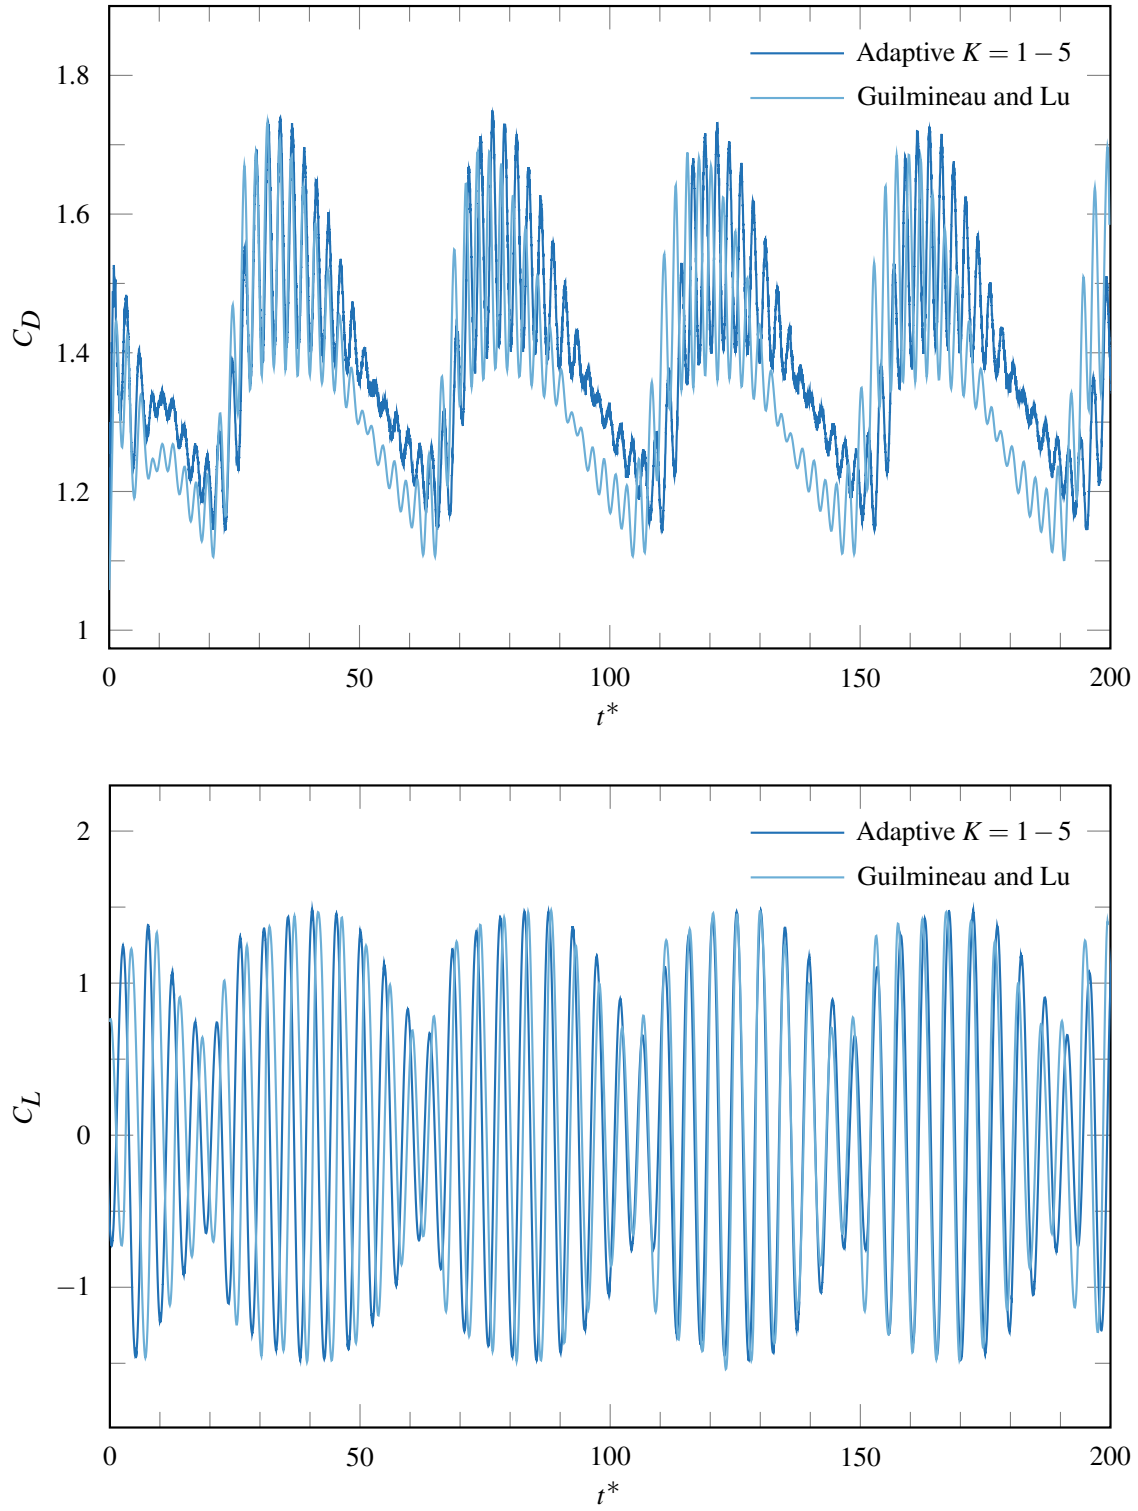 1.8
1.6
1.4
1.2
1
C_D
Adaptive K = 1 − 5
Guilmineau and Lu
0 50 100 150 200
t*
2
1
0
−1
C_L
Adaptive K = 1 − 5
Guilmineau and Lu
0 50 100 150 200
t*